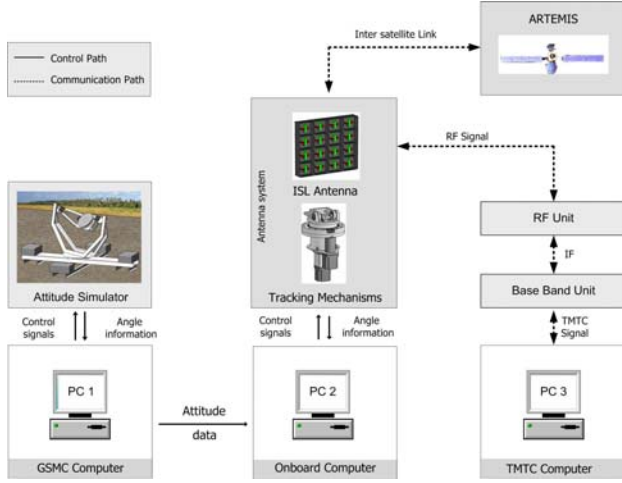 ARTEMIS
Inter satellite Link
Control Path
Communication Path
RF Signal
Antenna system
ISL Antenna
RF Unit
IF
Attitude Simulator
Tracking Mechanisms
Base Band Unit
Control
signals
Angle
information
Control
signals
Angle
information
TMTC
Signal
PC 1
PC 2
PC 3
Attitude
data
GSMC Computer
Onboard Computer
TMTC Computer